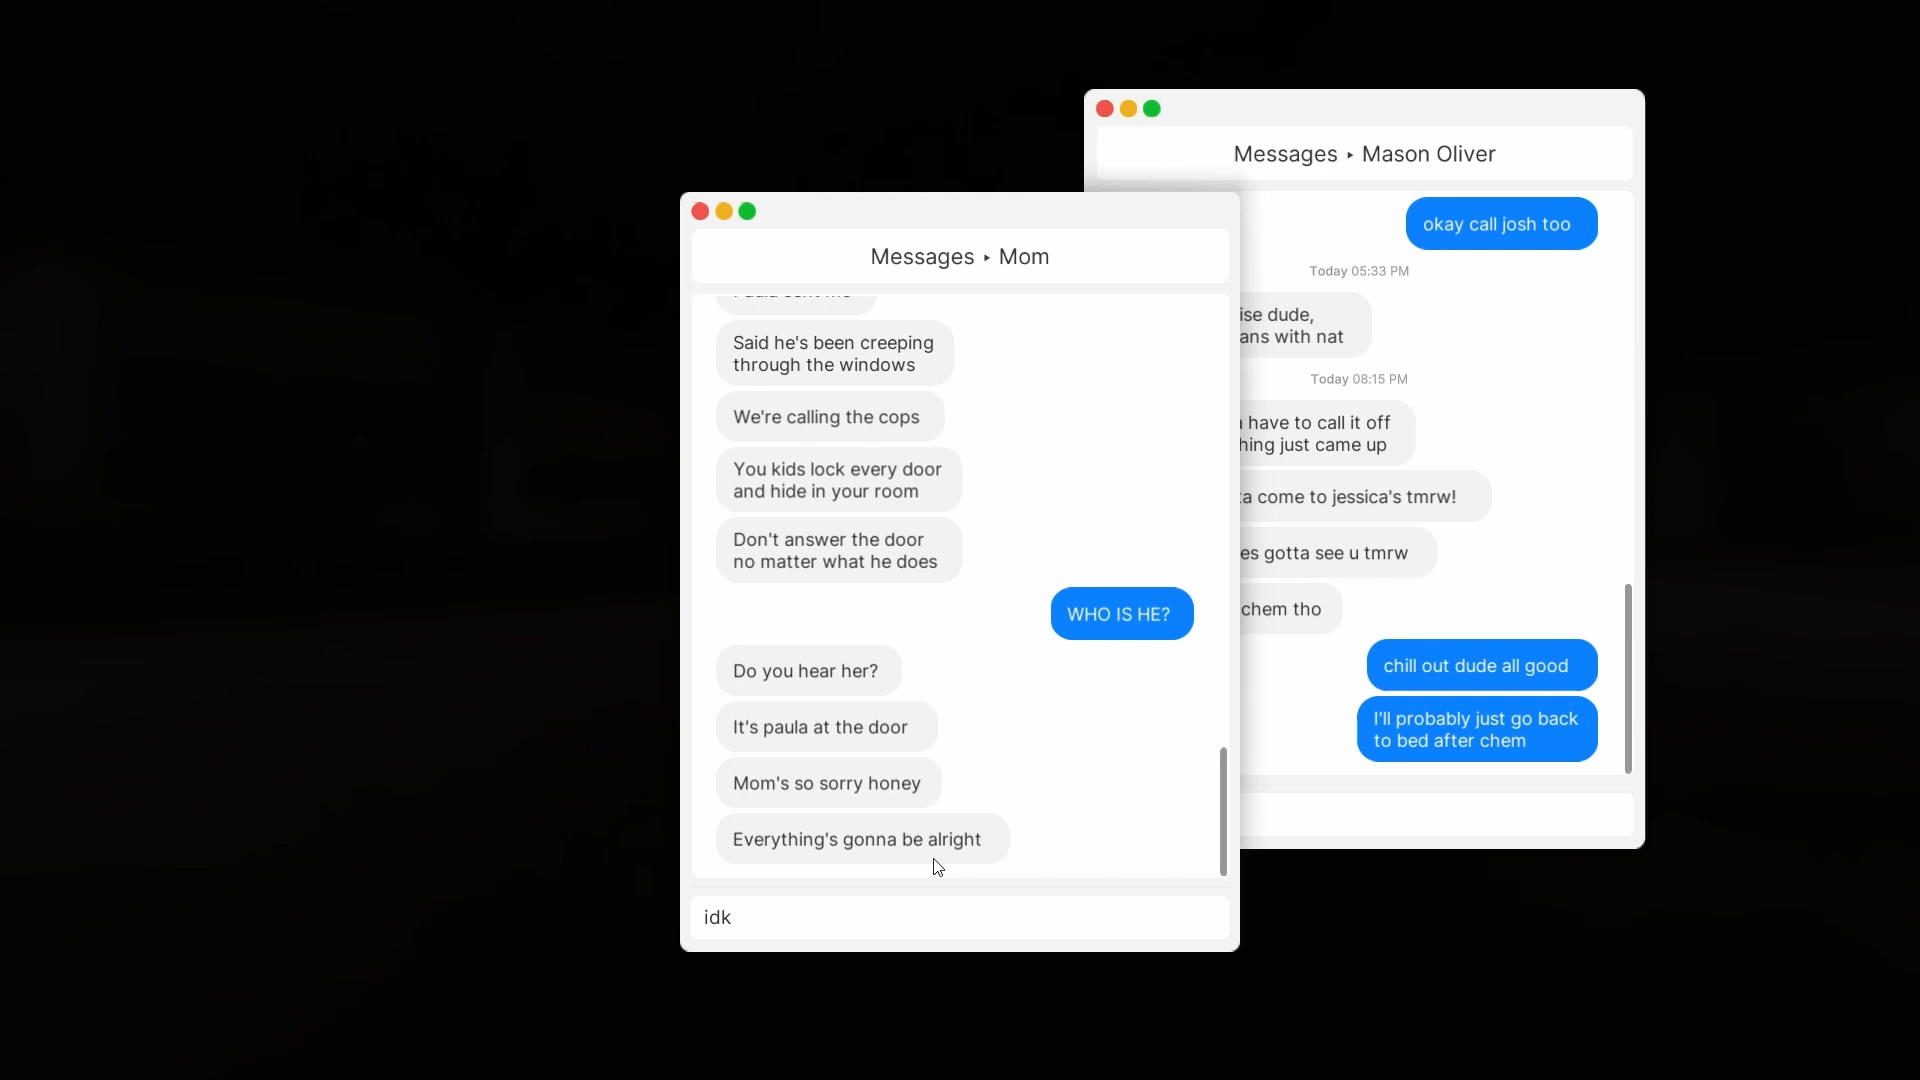 Messages ▸ Mom
Said he's been creeping
through the windows
We're calling the cops
You kids lock every door
and hide in your room
Don't answer the door
no matter what he does
WHO IS HE?
Do you hear her?
It's paula at the door
Mom's so sorry honey
Everything's gonna be alright
idk
Messages ▸ Mason Oliver
okay call josh too
Today 05:33 PM
dude,
with nat
Today 08:15 PM
have to call it off
just came up
come to jessica's tmrw!
gotta see u tmrw
chem tho
chill out dude all good
I'll probably just go back
to bed after chem